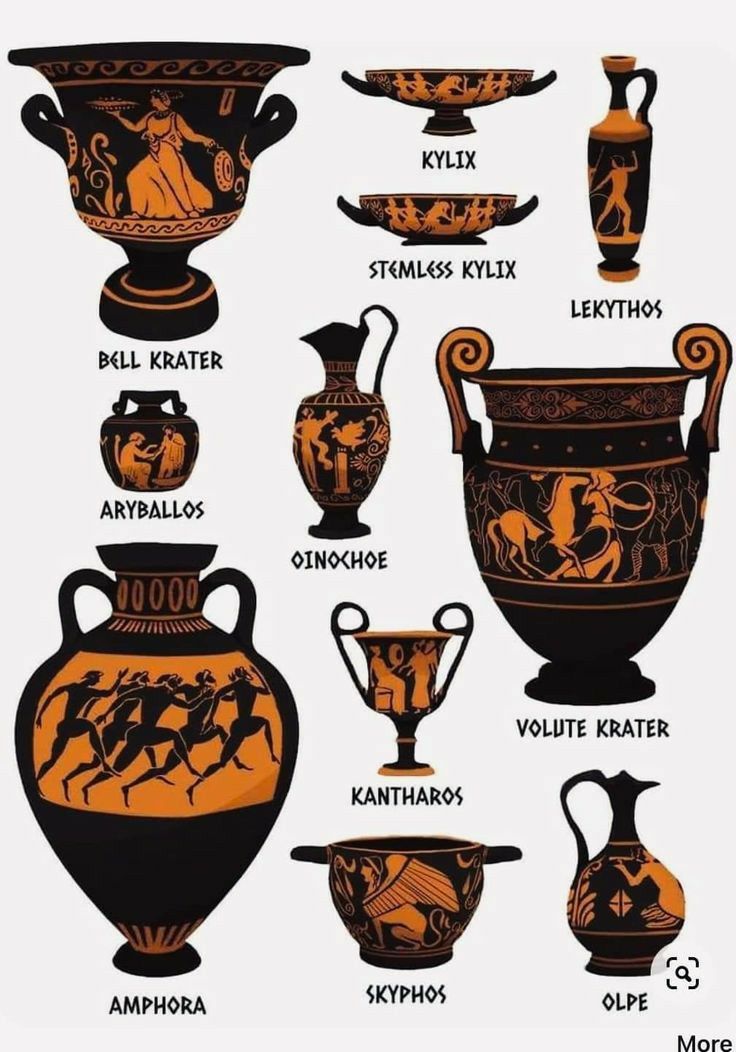 KYLIX
STEMLESS KYLIX
LEKYTHOS
BELL KRATER
ARYBALLOS
OINOCHOE
VOLUTE KRATER
KANTHAROS
AMPHORA
SKYPHOS
OLPE
More